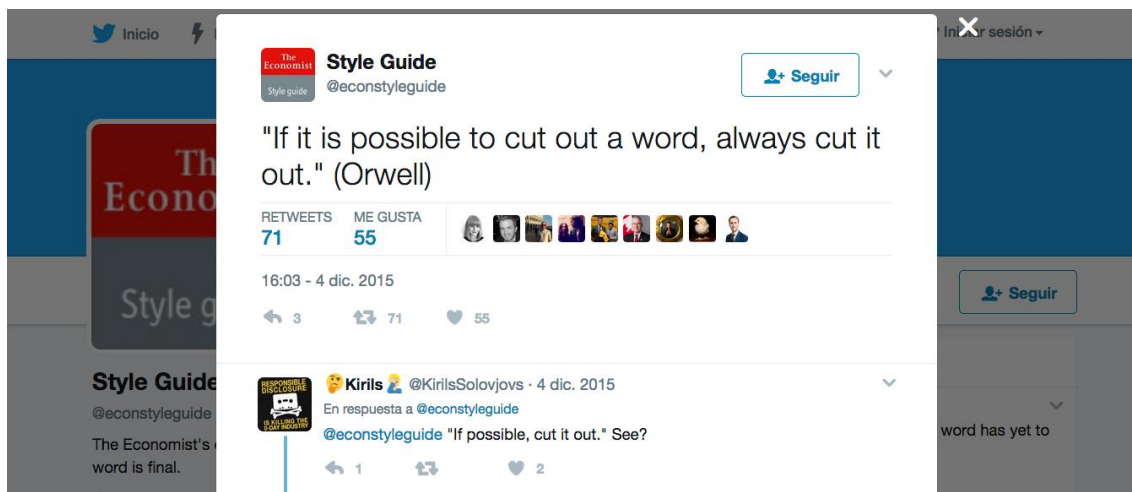 Inicio
Iniciar sesión
The
Economist
Style guide
Style Guide
@econstyleguide
Seguir
"If it is possible to cut out a word, always cut it
out." (Orwell)
RETWEETS ME GUSTA
71 55
16:03 - 4 dic. 2015
3 71 55
Th
Econo
Style g
Seguir
RESPONSIBLE
DISCLOSURE
IS KILLING THE
0-DAY INDUSTRY
Kirils @KirilsSolovjovs · 4 dic. 2015
En respuesta a @econstyleguide
@econstyleguide "If possible, cut it out." See?
1 2
Style Guide
@econstyleguide
The Economist's
word is final.
word has yet to